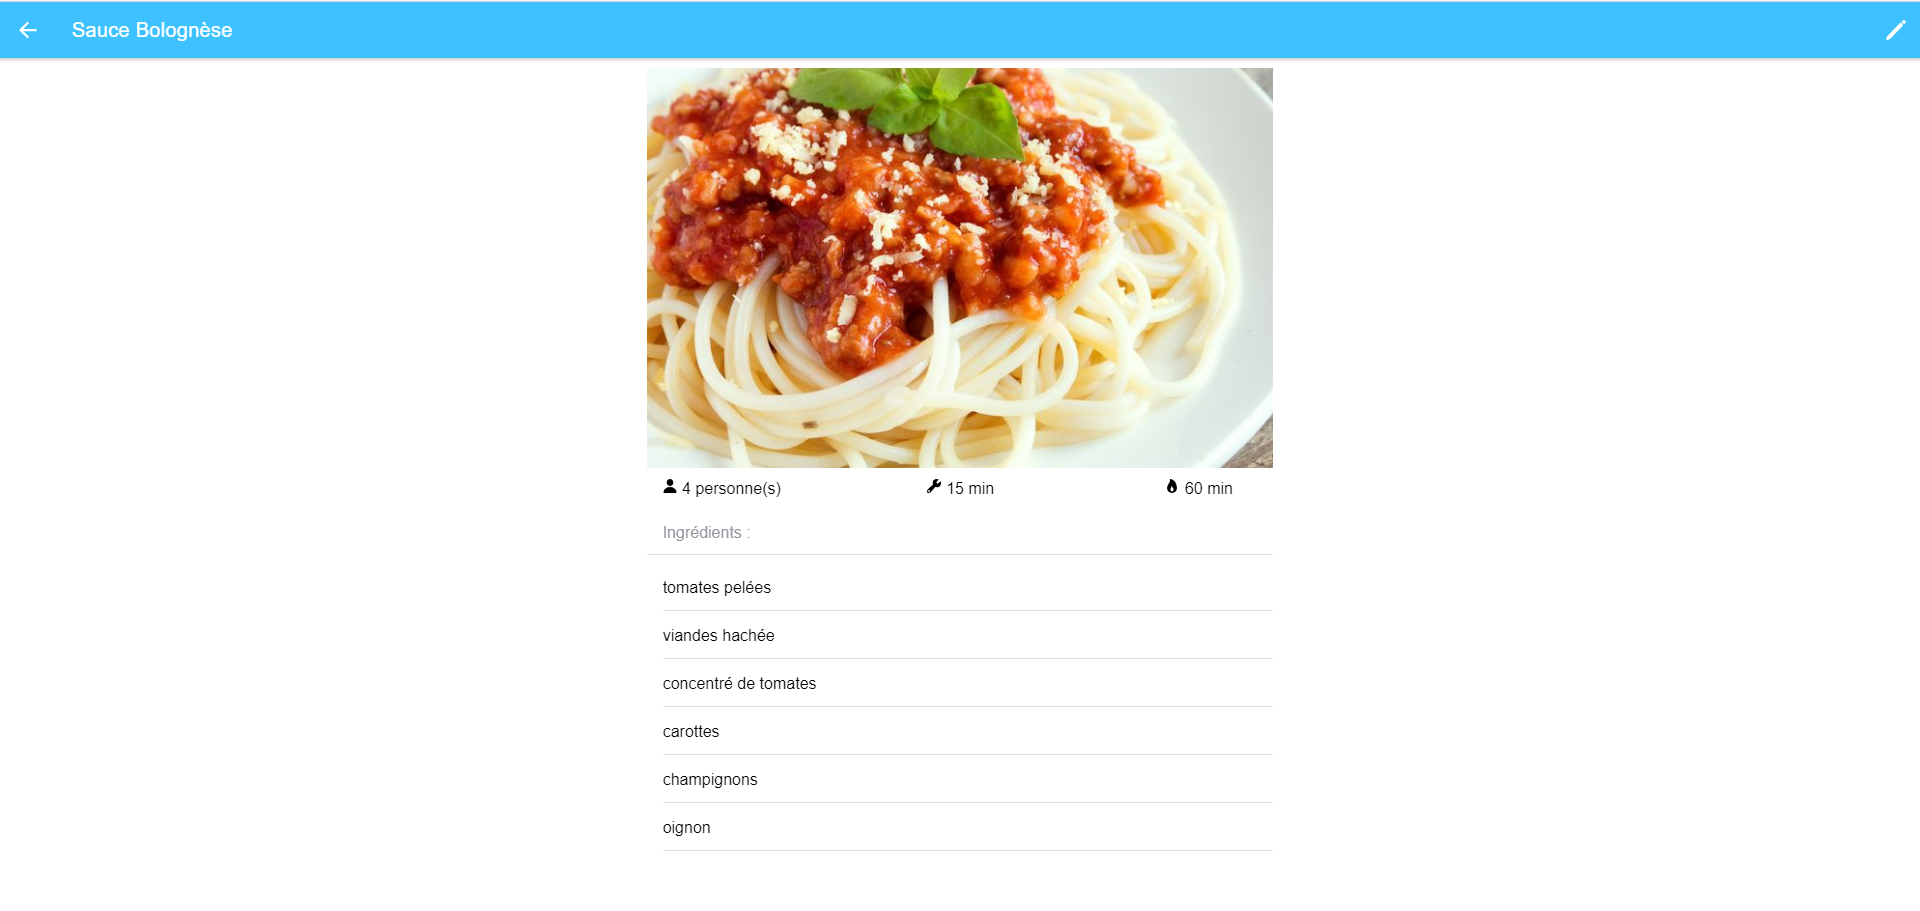 Sauce Bolognèse
4 personne(s) 15 min 60 min
Ingrédients :
tomates pelées
viandes hachée
concentré de tomates
carottes
champignons
oignon